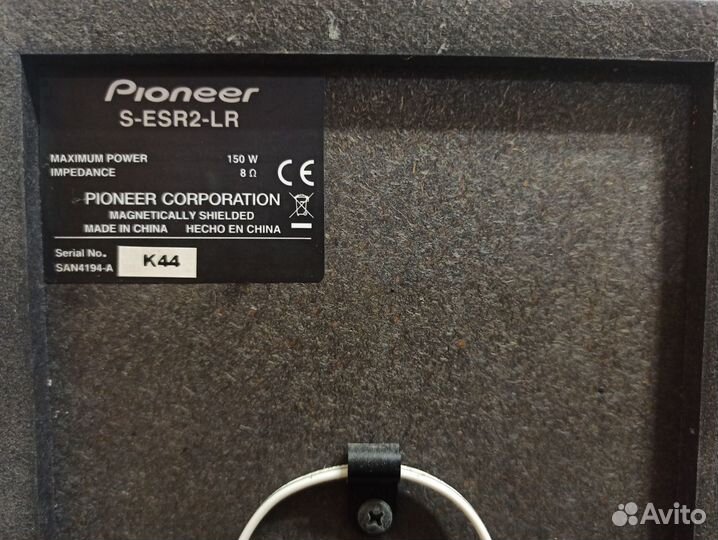 Pioneer
S-ESR2-LR
MAXIMUM POWER 150 W
IMPEDANCE 8Ω
CE
PIONEER CORPORATION
MAGNETICALLY SHIELDED
MADE IN CHINA HECHO EN CHINA
Serial No.
SAN4194-A K44
Avito